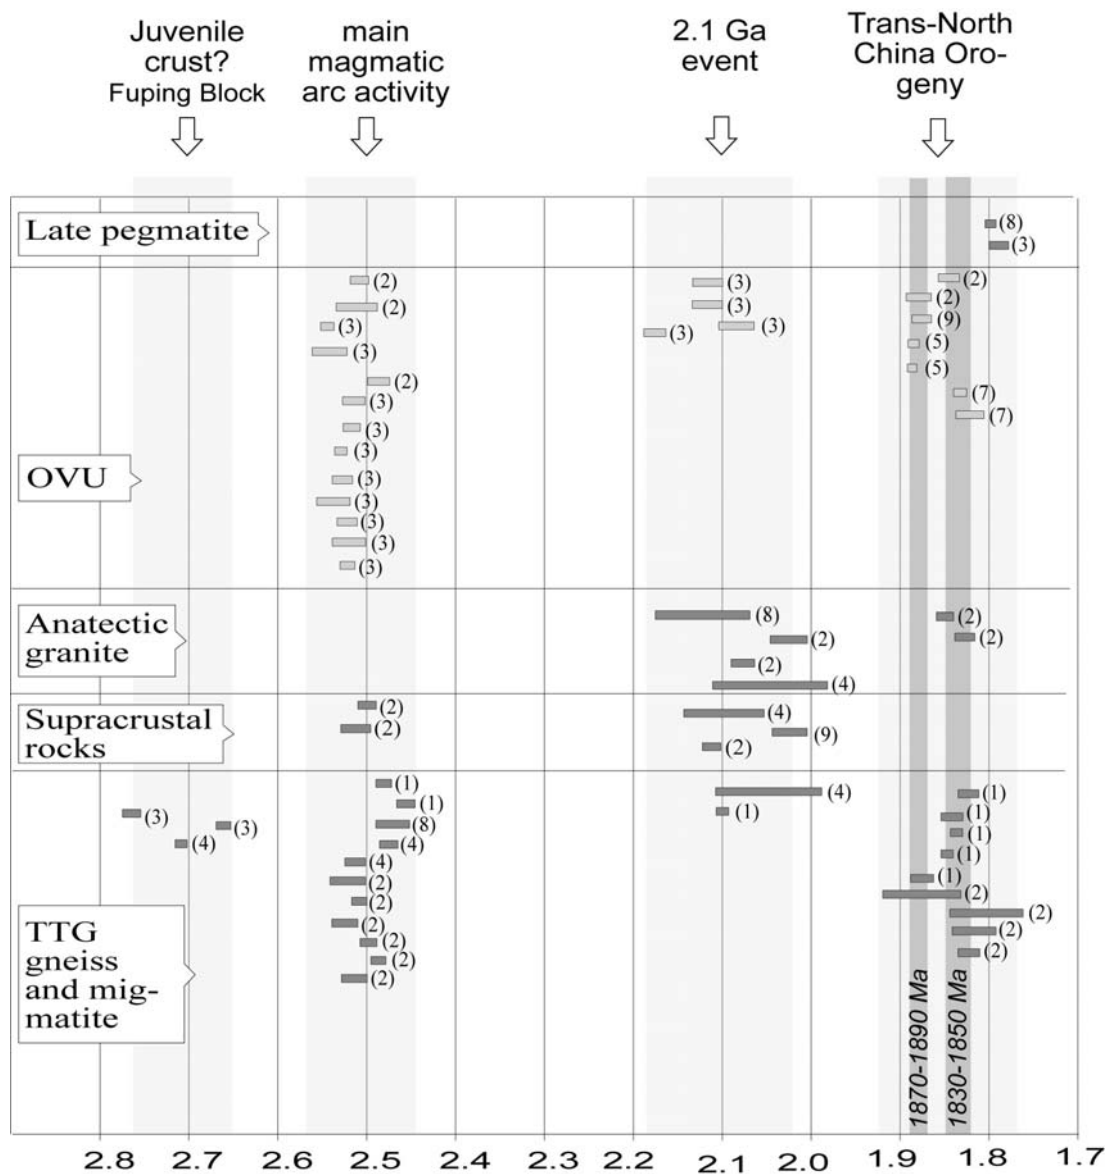 Juvenile
crust?
Fuping Block
main
magmatic
arc activity
2.1 Ga
event
Trans-North
China Oro-
geny
Late pegmatite
(8)
(3)
OVU
(2)
(2)
(3)
(3)
(2)
(3)
(3)
(3)
(3)
(3)
(3)
(3)
(3)
(3)
(3)
(3)
(3)
(2)
(2)
(9)
(5)
(5)
(7)
(7)
Anatectic
granite
(8)
(2)
(2)
(4)
(2)
(2)
Supracrustal
rocks
(2)
(2)
(4)
(9)
(2)
TTG
gneiss
and mig-
matite
(3)
(3)
(4)
(1)
(1)
(8)
(4)
(4)
(2)
(2)
(2)
(2)
(2)
(2)
(4)
(1)
(1)
(1)
(1)
(1)
(1)
(2)
(2)
(2)
(2)
1870-1890 Ma
1830-1850 Ma
2.8 2.7 2.6 2.5 2.4 2.3 2.2 2.1 2.0 1.9 1.8 1.7